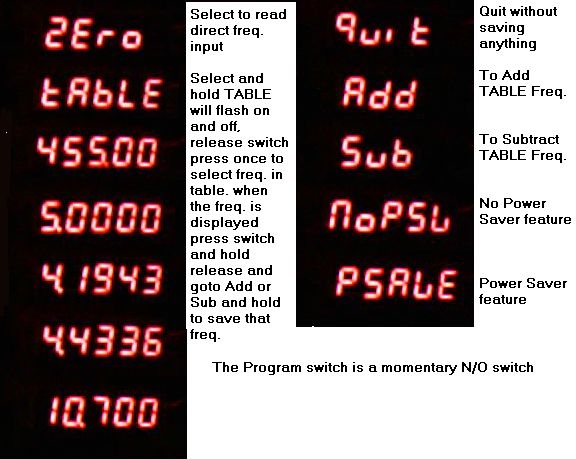 ZEro
Select to read
direct freq.
input
tAbLE
Select and
hold TABLE
will flash on
and off,
release switch
press once to
select freq. in
table. when
the freq. is
displayed
press switch
and hold
release and
goto Add or
Sub and hold
to save that
freq.
455.00
5.0000
4.1943
4.4336
10.700
quit
Quit without
saving
anything
Add
To Add
TABLE Freq.
Sub
To Subtract
TABLE Freq.
NoPSU
No Power
Saver feature
PSAUE
Power Saver
feature
The Program switch is a momentary N/O switch